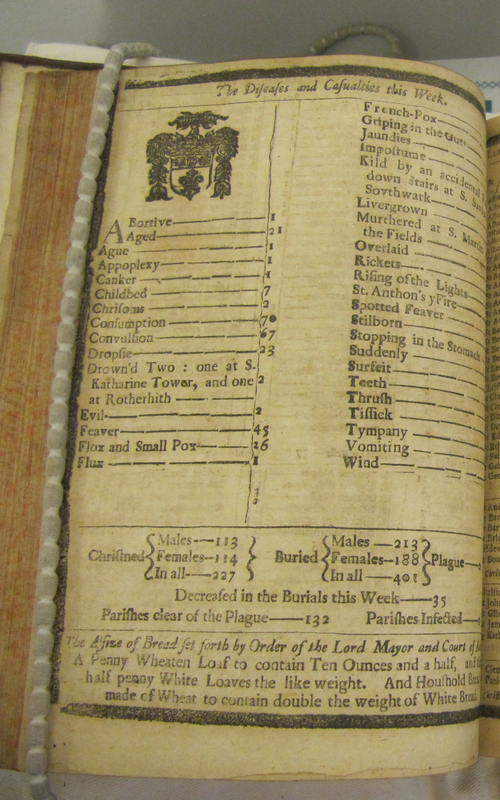 The Diseases and Casualties this Week.
ABortive 1
Aged 21
Ague 1
Appoplexy 1
Canker 1
Childbed 7
Chrisoms 2
Consumption 70
Convulsion 67
Dropsie 23
Drown'd Two : one at S.
Katharine Tower, and one 2
at Rotherhith
Evil 2
Feaver 45
Flox and Small Pox 26
Flux 1
French-Pox
Griping in the Guts
Jaundies
Impostume
Kild by an accidental
down Stairs at S.
Sovthwark
Livergrown
Murthered at S. Martin
the Fields
Overlaid
Rickets
Rising of the Lights
St. Anthon's yFire
Spotted Feaver
Stilborn
Stopping in the Stomach
Suddenly
Surfeit
Teeth
Thrush
Tissick
Tympany
Vomiting
Wind
Chrisined { Males 113
Females 114
In all 227 }
Buried { Males 213
Females 188
In all 401 } Plague
Decreased in the Burials this Week 35
Parishes clear of the Plague 132 Parishes Infected
The Assize of Bread set forth by Order of the Lord Mayor and Court of
A Penny Wheaten Loaf to contain Ten Ounces and a half, and
half penny White Loaves the like weight. And Houshold
made of Wheat to contain double the weight of White Bread